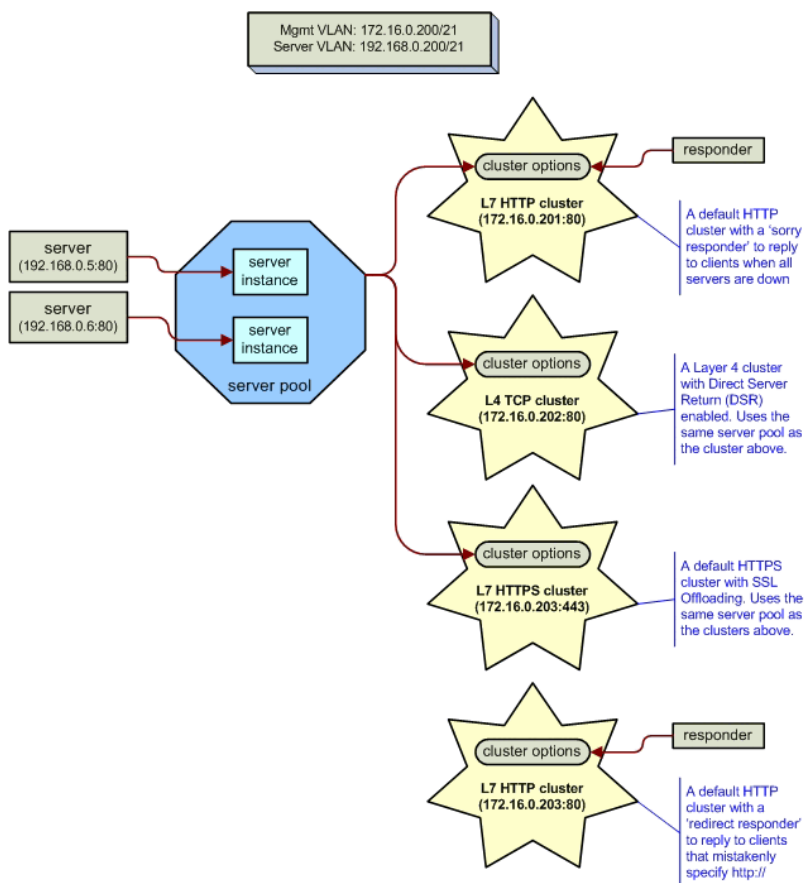 Mgmt VLAN: 172.16.0.200/21
Server VLAN: 192.168.0.200/21
cluster options
responder
L7 HTTP cluster
(172.16.0.201:80)
A default HTTP
cluster with a ‘sorry
responder’ to reply
to clients when all
servers are down
server
(192.168.0.5:80)
server
instance
server
(192.168.0.6:80)
server
instance
server pool
cluster options
L4 TCP cluster
(172.16.0.202:80)
A Layer 4 cluster
with Direct Server
Return (DSR)
enabled. Uses the
same server pool as
the cluster above.
cluster options
L7 HTTPS cluster
(172.16.0.203:443)
A default HTTPS
cluster with SSL
Offloading. Uses the
same server pool as
the clusters above.
cluster options
responder
L7 HTTP cluster
(172.16.0.203:80)
A default HTTP
cluster with a
‘redirect responder’
to reply to clients
that mistakenly
specify http://